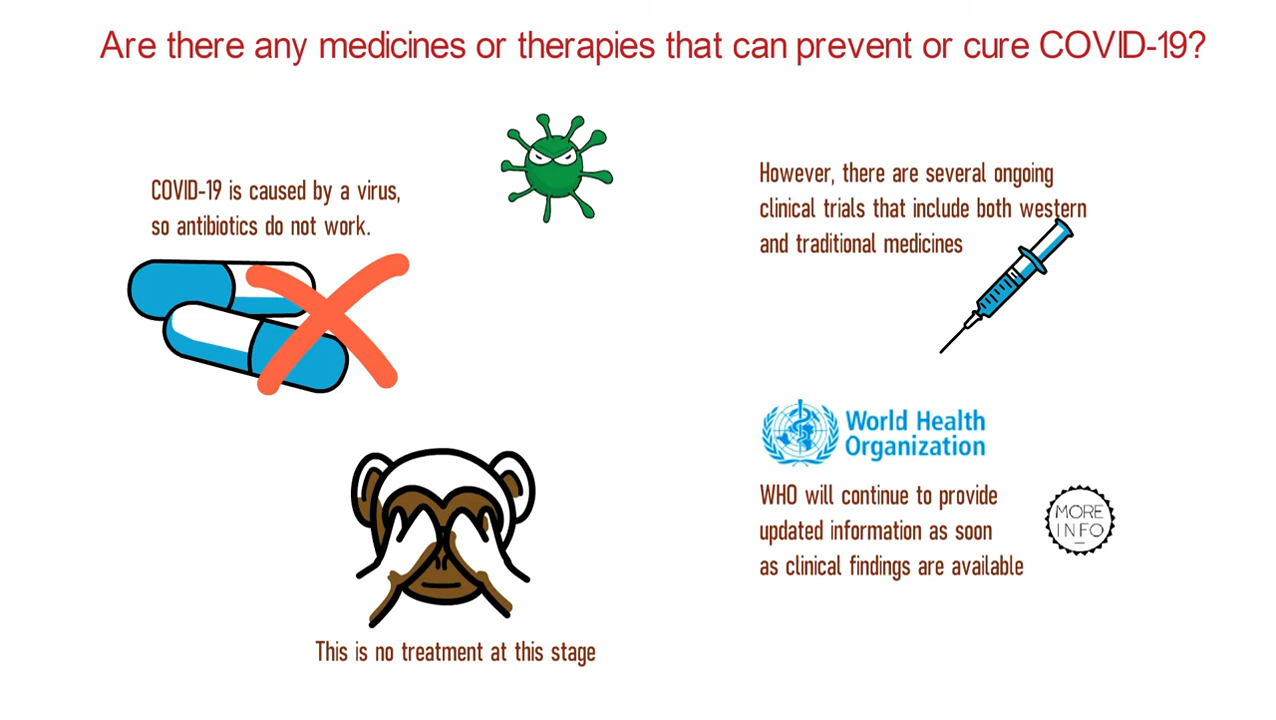 Are there any medicines or therapies that can prevent or cure COVID-19?
COVID-19 is caused by a virus,
so antibiotics do not work.
This is no treatment at this stage
However, there are several ongoing
clinical trials that include both western
and traditional medicines
World Health
Organization
WHO will continue to provide
updated information as soon
as clinical findings are available
MORE
INFO